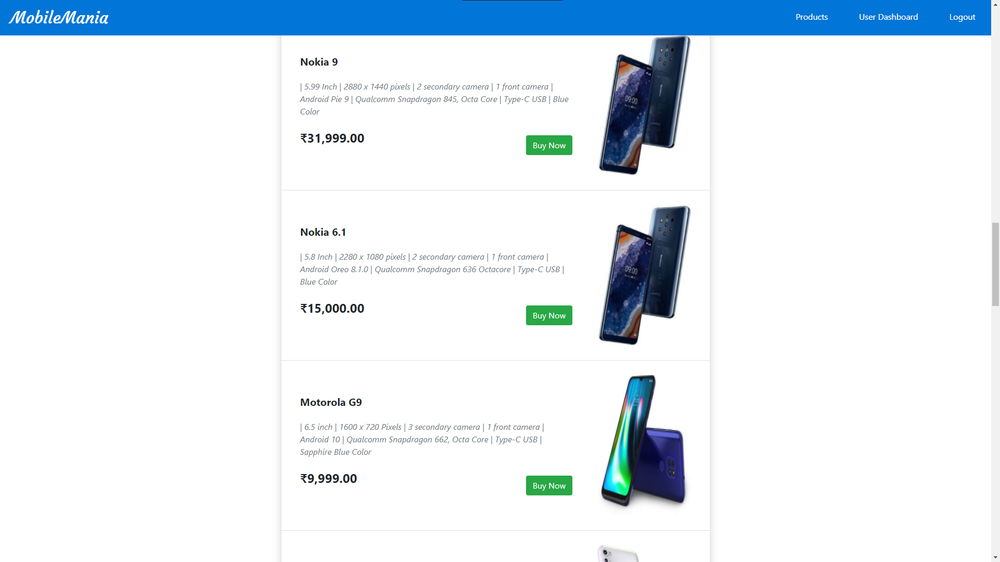 MobileMania
Products
User Dashboard
Logout
Nokia 9
| 5.99 Inch | 2880 x 1440 pixels | 2 secondary camera | 1 front camera |
Android Pie 9 | Qualcomm Snapdragon 845, Octa Core | Type-C USB | Blue
Color
₹31,999.00
Buy Now
09:00
Nokia 6.1
| 5.8 Inch | 2280 x 1080 pixels | 2 secondary camera | 1 front camera |
Android Oreo 8.1.0 | Qualcomm Snapdragon 636 Octacore | Type-C USB |
Blue Color
₹15,000.00
Buy Now
09:00
Motorola G9
| 6.5 inch | 1600 x 720 Pixels | 3 secondary camera | 1 front camera |
Android 10 | Qualcomm Snapdragon 662, Octa Core | Type-C USB |
Sapphire Blue Color
₹9,999.00
Buy Now